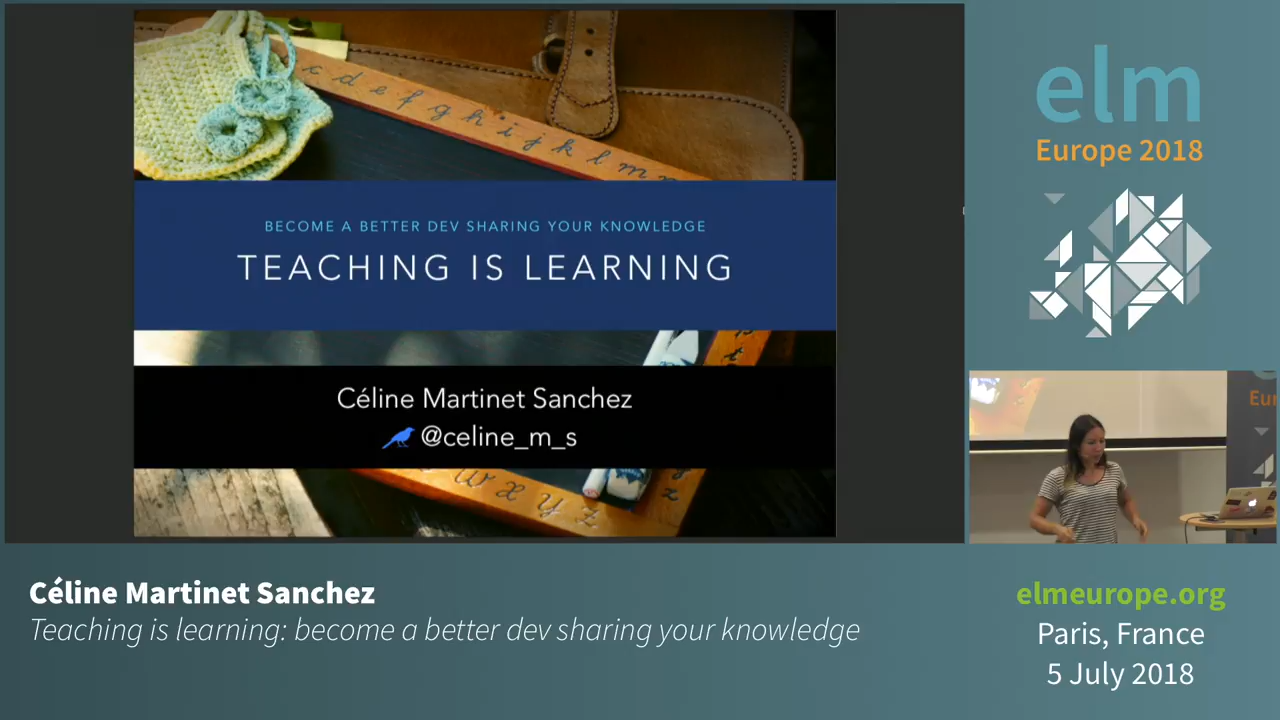 c d e f g h i j k l m n
BECOME A BETTER DEV SHARING YOUR KNOWLEDGE
TEACHING IS LEARNING
Céline Martinet Sanchez
@celine_m_s
w x y z
elm
Europe 2018
Eur
Céline Martinet Sanchez
Teaching is learning: become a better dev sharing your knowledge
elmeurope.org
Paris, France
5 July 2018